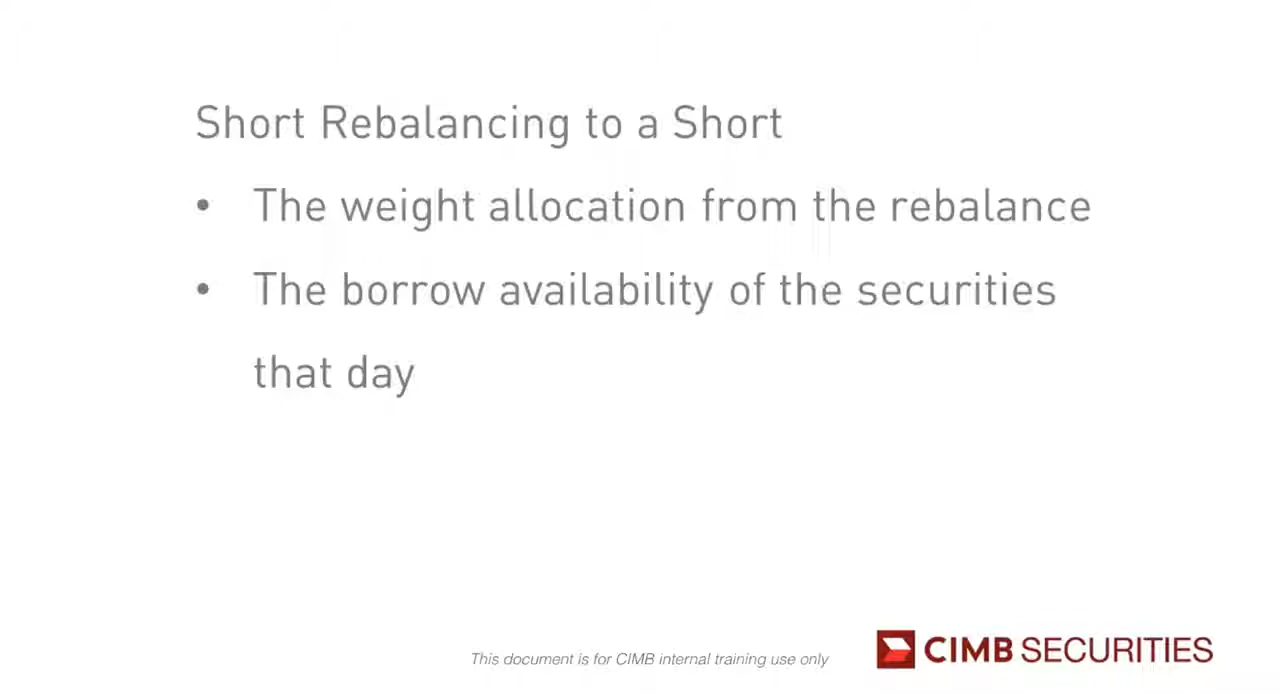 Short Rebalancing to a Short
• The weight allocation from the rebalance
• The borrow availability of the securities
that day
This document is for CIMB internal training use only
CIMB SECURITIES